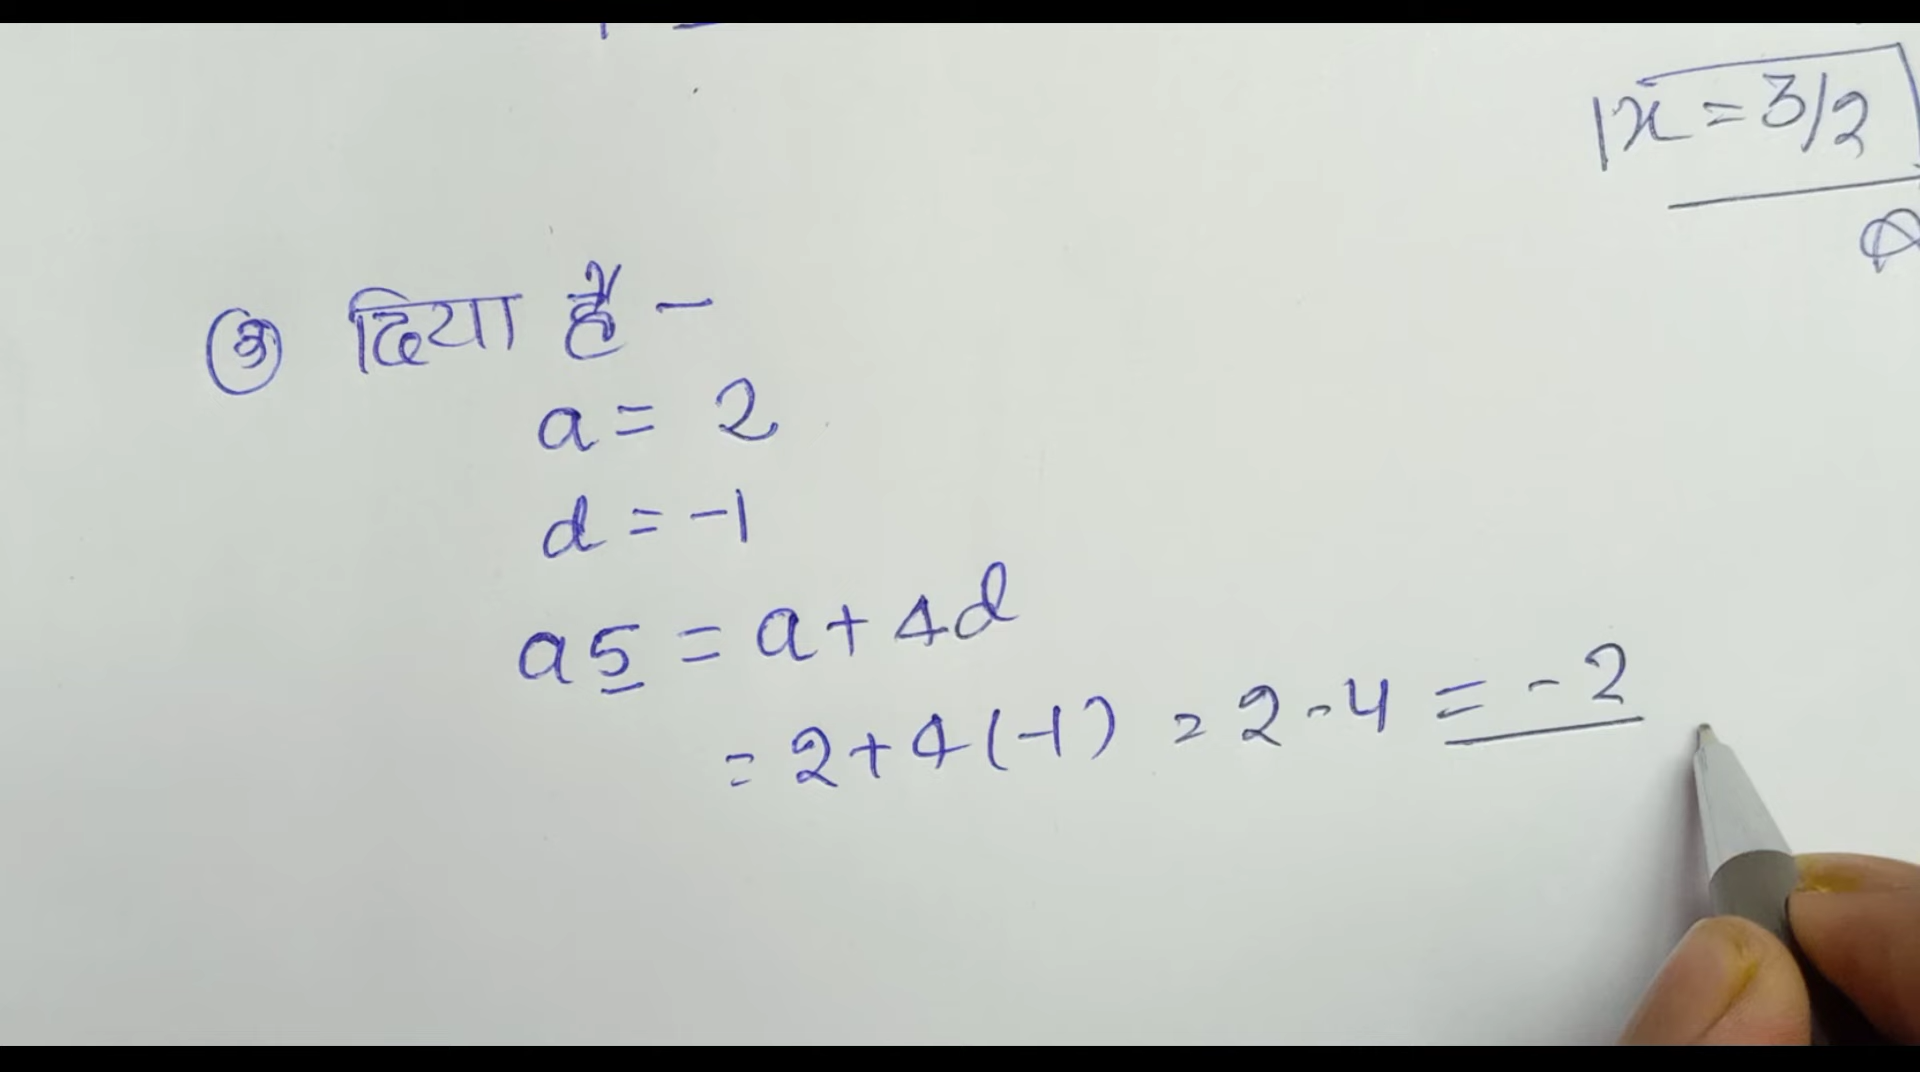 x = 3/2
③ दिया है -
a = 2
d = -1
a5 = a + 4d
= 2 + 4(-1) = 2 - 4 = -2